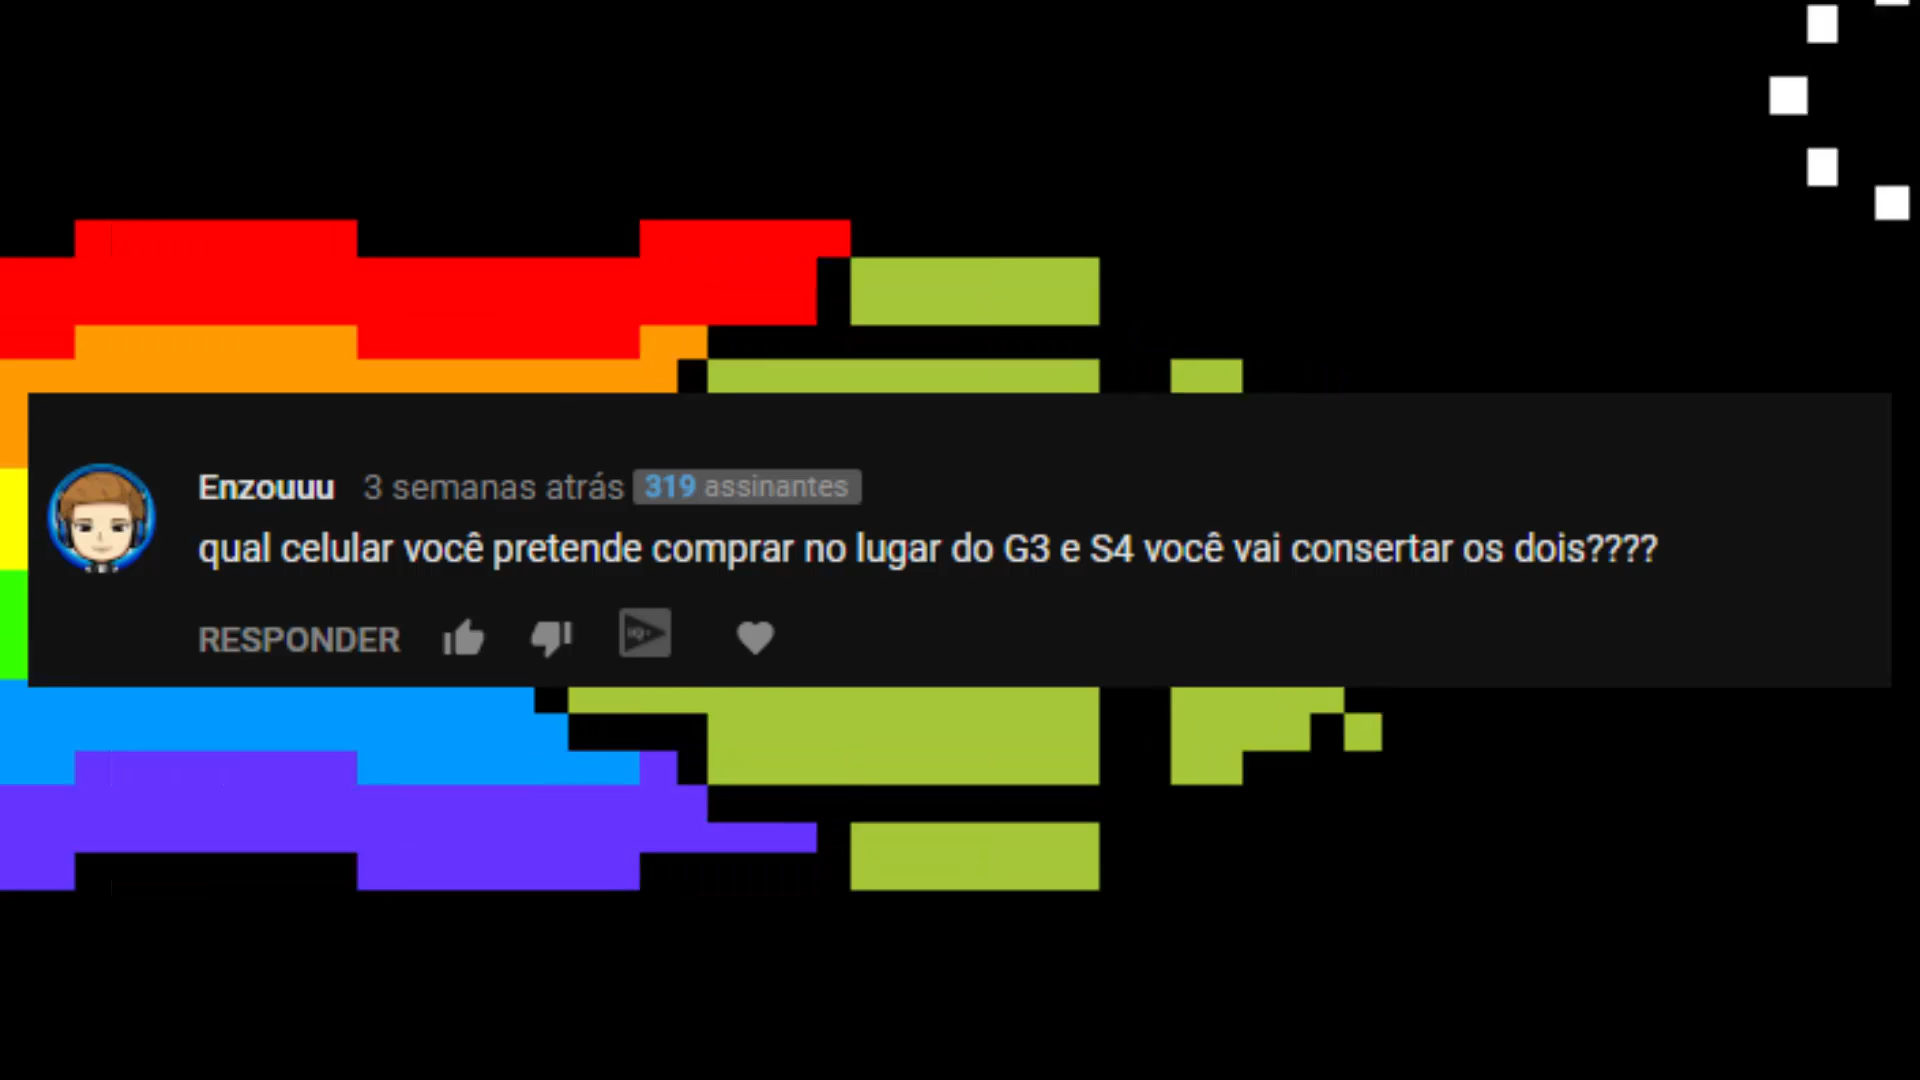 Enzouuu 3 semanas atrás 319 assinantes
qual celular você pretende comprar no lugar do G3 e S4 você vai consertar os dois????
RESPONDER HQ+